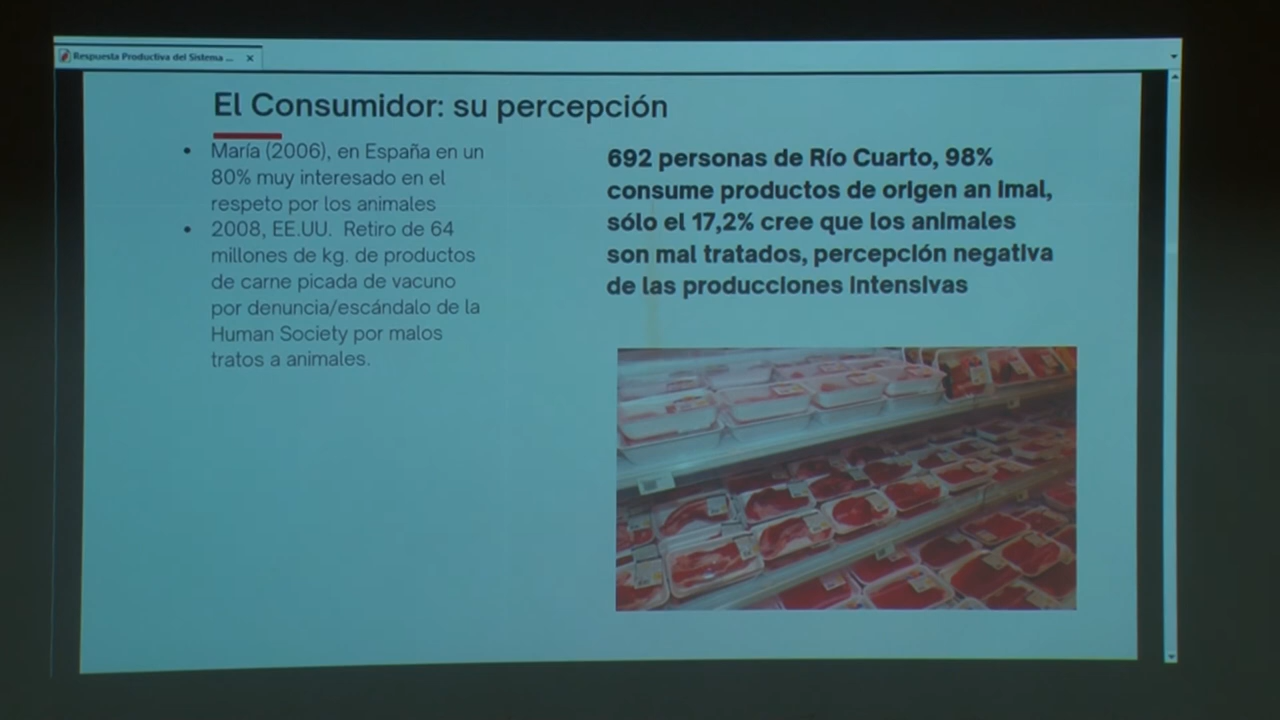 Respuesta Productiva del Sistema ...
El Consumidor: su percepción
• María (2006), en España en un
80% muy interesado en el
respeto por los animales
• 2008, EE.UU. Retiro de 64
millones de kg. de productos
de carne picada de vacuno
por denuncia/escándalo de la
Human Society por malos
tratos a animales.
692 personas de Río Cuarto, 98%
consume productos de origen an imal,
sólo el 17,2% cree que los animales
son mal tratados, percepción negativa
de las producciones intensivas